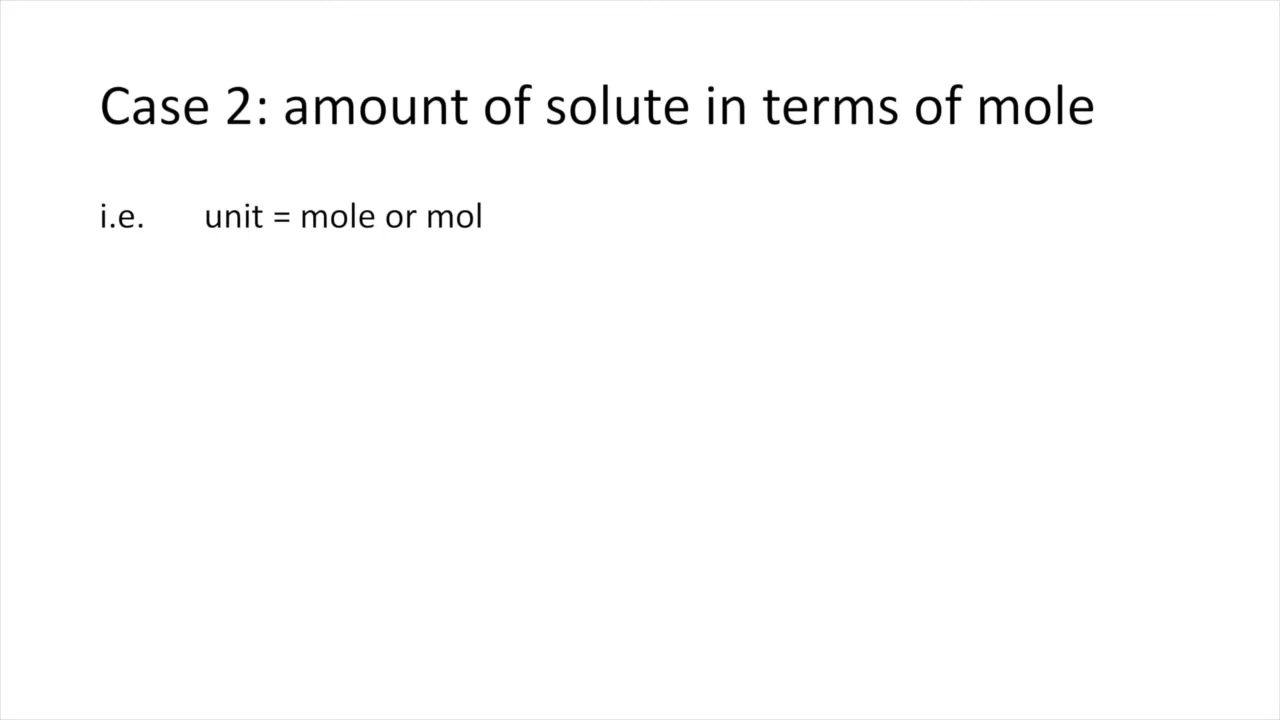 Case 2: amount of solute in terms of mole
i.e. unit = mole or mol